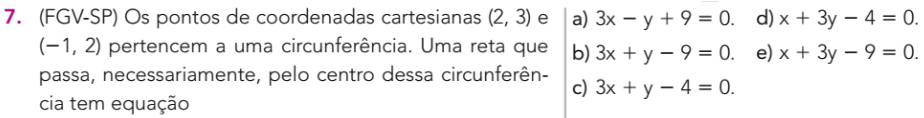 7. (FGV-SP) Os pontos de coordenadas cartesianas (2, 3) e
(−1, 2) pertencem a uma circunferência. Uma reta que
passa, necessariamente, pelo centro dessa circunferên-
cia tem equação
a) 3x − y + 9 = 0. d) x + 3y − 4 = 0.
b) 3x + y − 9 = 0. e) x + 3y − 9 = 0.
c) 3x + y − 4 = 0.